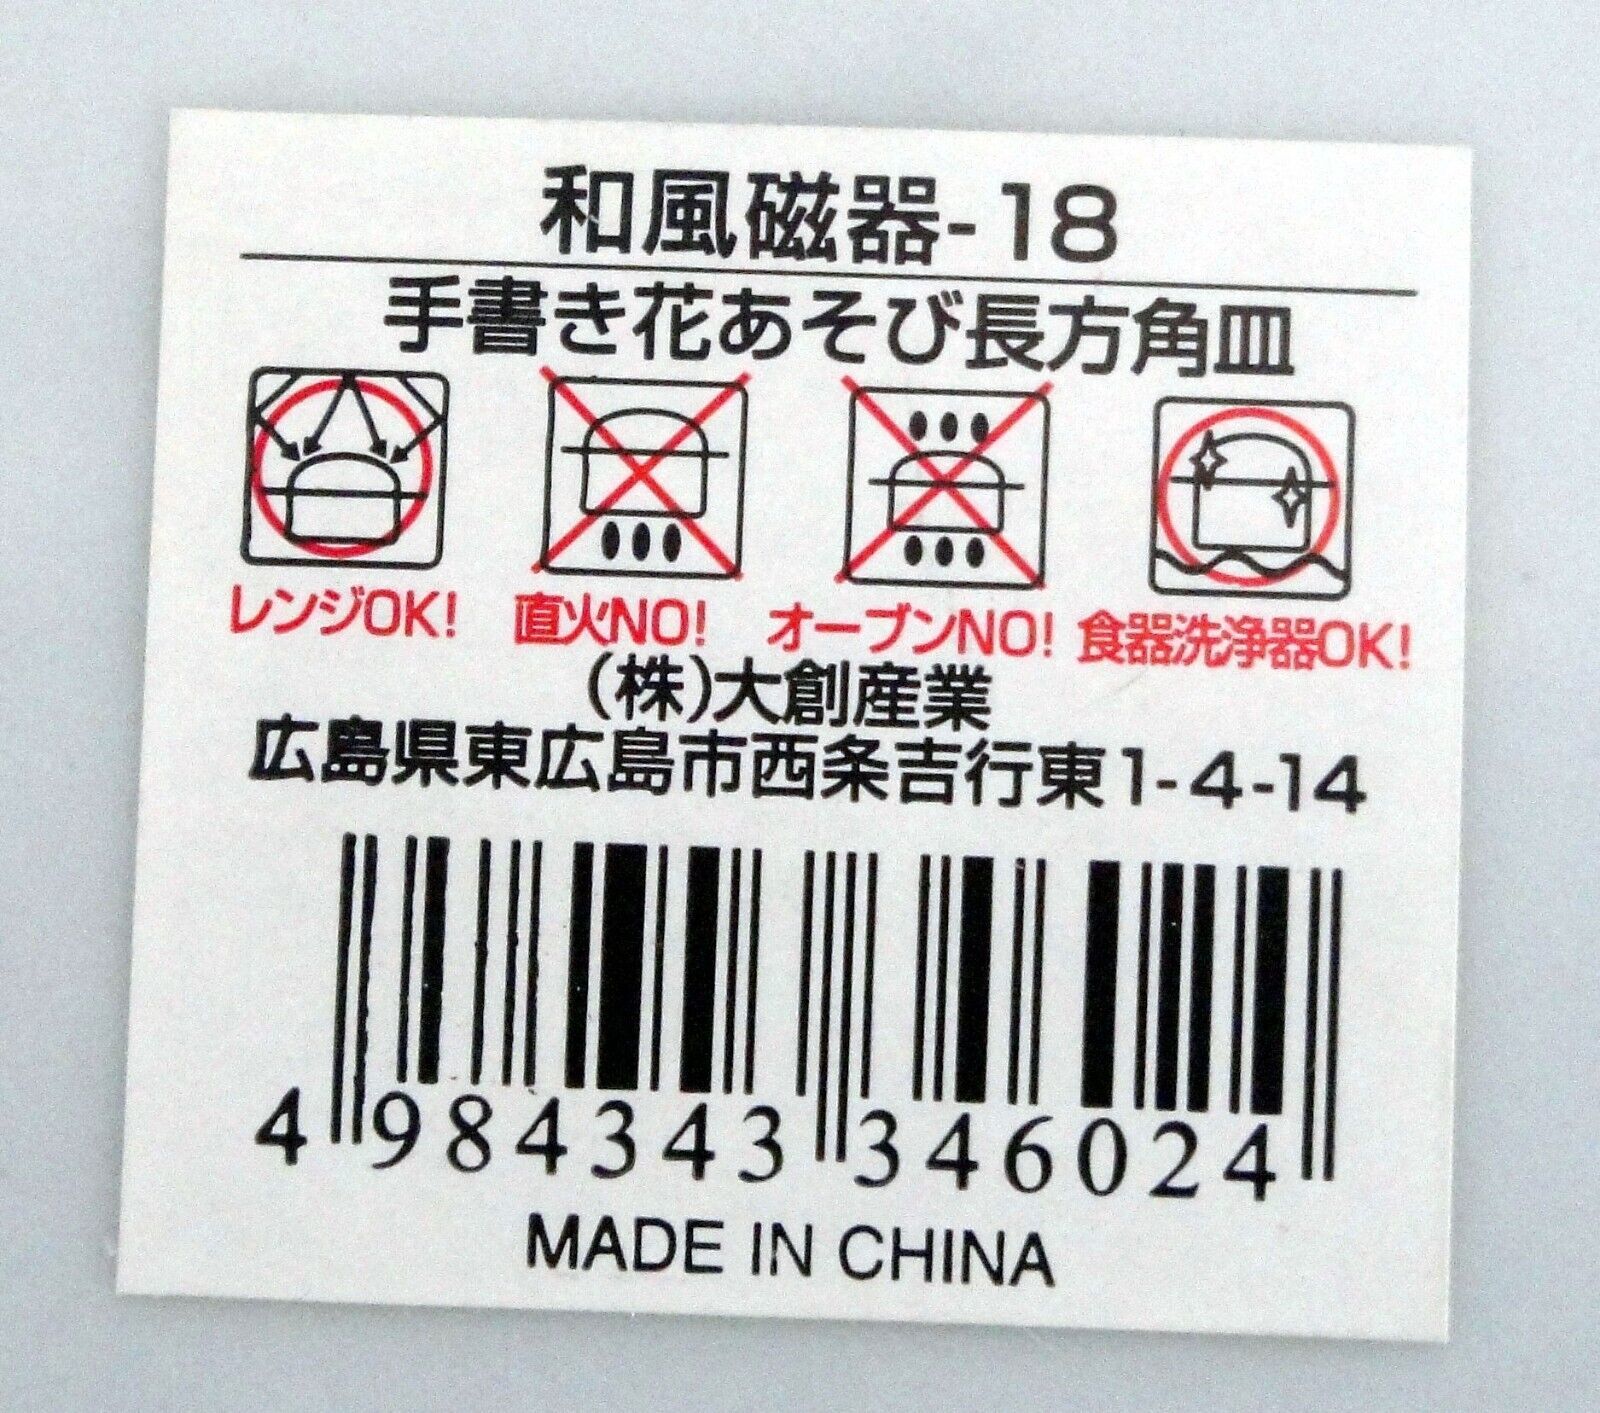 和風磁器-18
手書き花あそび長方角皿
レンジOK! 直火NO! オーブンNO! 食器洗浄器OK!
(株)大創産業
広島県東広島市西条吉行東1-4-14
4 984343 346024
MADE IN CHINA